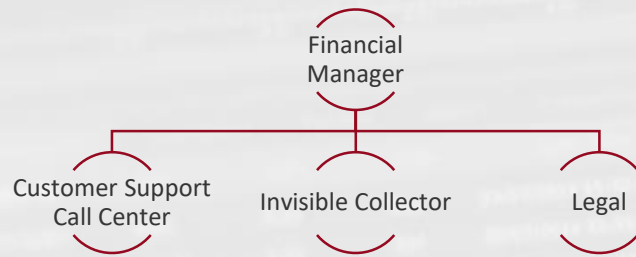 Financial
Manager
Customer Support
Call Center
Invisible Collector
Legal